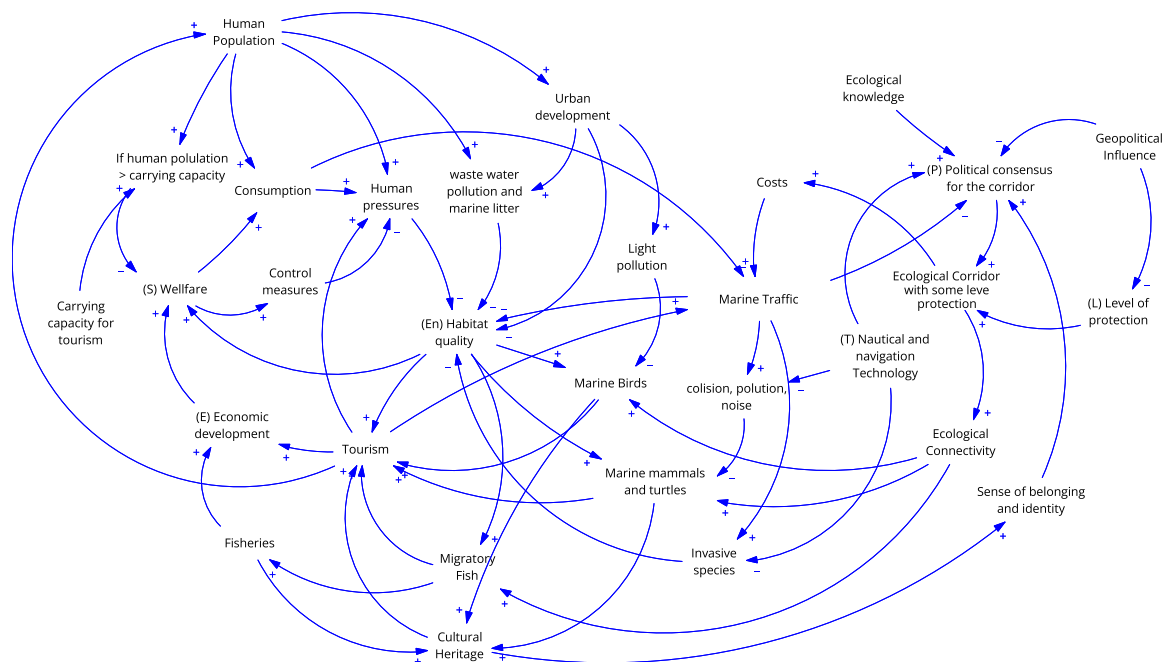 Human
Population
Urban
development
Ecological
knowledge
Geopolitical
Influence
If human polulation
> carrying capacity
Consumption
Human
pressures
waste water
pollution and
marine litter
Costs
(P) Political consensus
for the corridor
Light
pollution
Control
measures
(S) Wellfare
Carrying
capacity for
tourism
Marine Traffic
Ecological Corridor
with some leve
protection
(L) Level of
protection
(En) Habitat
quality
(T) Nautical and
navigation
Technology
Marine Birds
colision, polution,
noise
(E) Economic
development
Tourism
Ecological
Connectivity
Marine mammals
and turtles
Sense of belonging
and identity
Fisheries
Migratory
Fish
Invasive
species
Cultural
Heritage